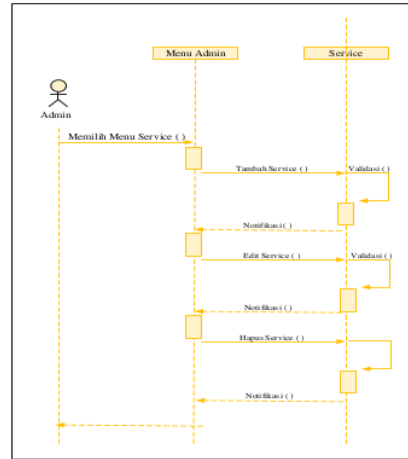 Menu Admin
Service
Admin
Memilih Menu Service ( )
Tambah Service ( )
Validasi ( )
Notifikasi ( )
Edit Service ( )
Validasi ( )
Notifikasi ( )
Hapus Service ( )
Notifikasi ( )